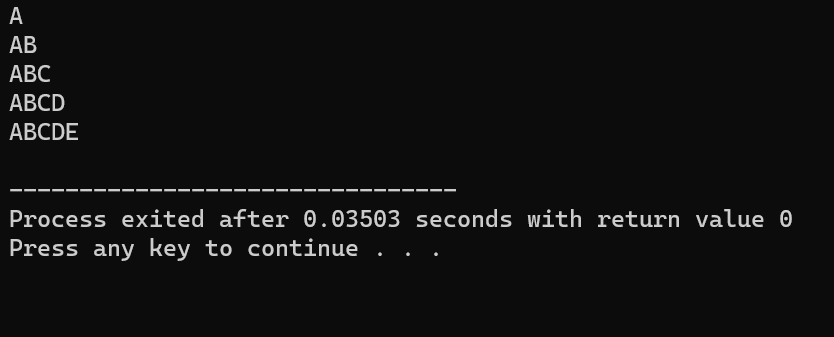 A
AB
ABC
ABCD
ABCDE
--------------------------------
Process exited after 0.03503 seconds with return value 0
Press any key to continue . . .